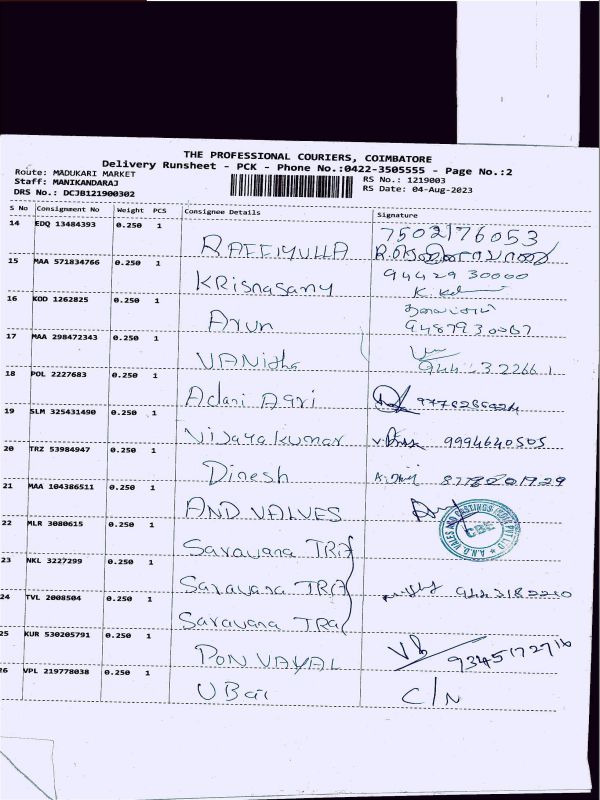 THE PROFESSIONAL COURIERS, COIMBATORE
Delivery Runsheet - PCK - Phone No.:0422-3505555 - Page No.:2
Route: MADUKARI MARKET
RS No.: 1219003
Staff: MANIKANDARAJ
RS Date: 04-Aug-2023
DRS No.: DCJB121900302
S No Consignment No Weight PCS Consignee Details Signature
14 EDQ 13484393 0.250 1
RAFFIYULLA 7502176053
15 MAA 571834766 0.250 1
KRisnasamy 9442930000
16 KOD 1262825 0.250 1
Arun 9487930067
17 MAA 298472343 0.250 1
VANitha
18 POL 2227683 0.250 1
Adani Agri
19 SLM 325431490 0.250 1
Vijayakumar 9994640505
20 TRZ 53984947 0.250 1
Dinesh
21 MAA 104386511 0.250 1
AND VALVES
CBE
22 MLR 3080615 0.250 1
Saravana TRA
23 NKL 3227299 0.250 1
Saravana TRA
24 TVL 2008504 0.250 1
Saravana TRA
25 KUR 530205791 0.250 1
PON VAYAL 9345172716
26 VPL 219778038 0.250 1
UBai C/N